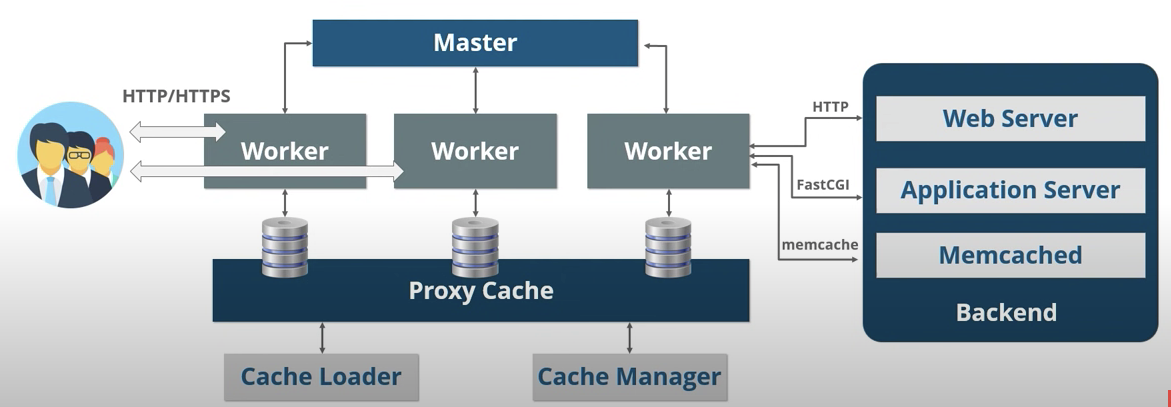 Master
HTTP/HTTPS
Worker
Worker
Worker
HTTP
FastCGI
memcache
Web Server
Application Server
Memcached
Backend
Proxy Cache
Cache Loader
Cache Manager